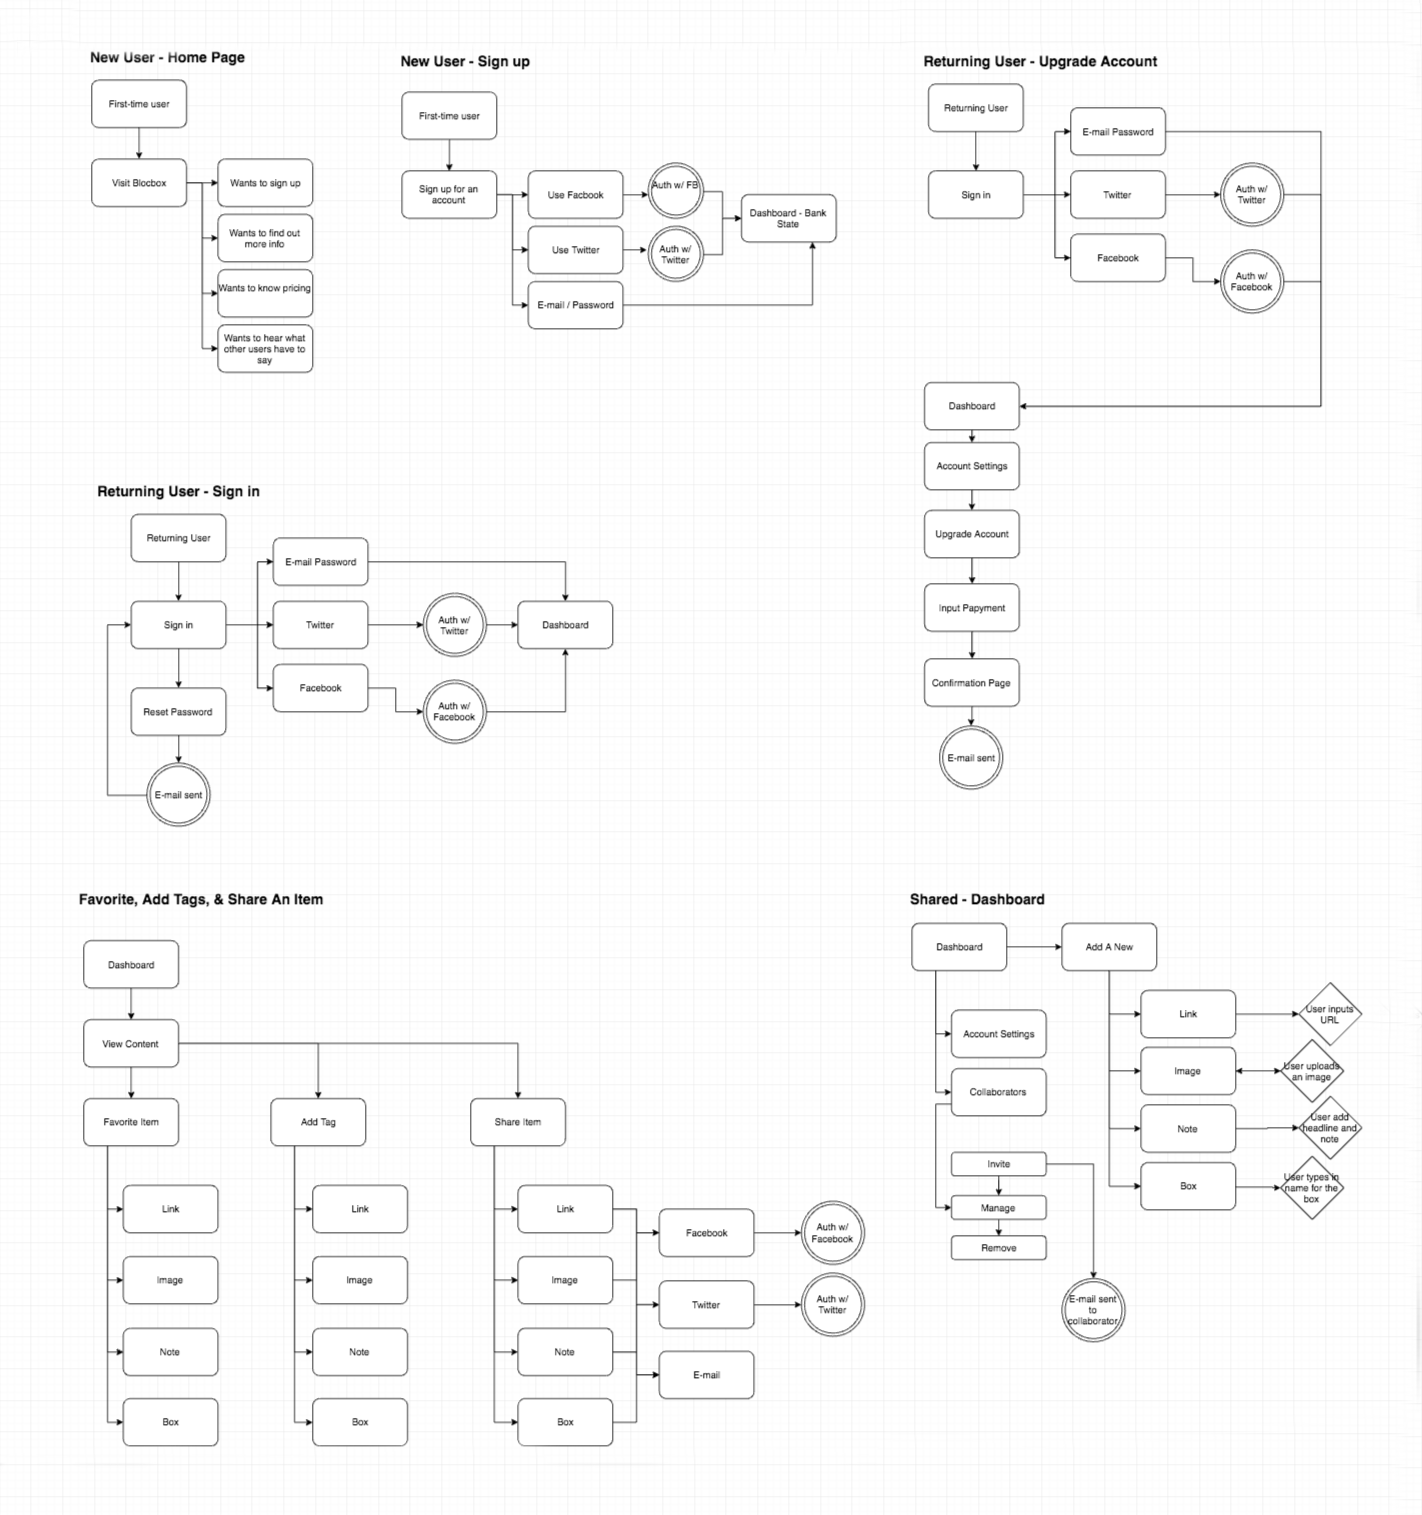 New User - Home Page
First-time user
Visit Blocbox
Wants to sign up
Wants to find out
more info
Wants to know pricing
Wants to hear what
other users have to
say
New User - Sign up
First-time user
Sign up for an
account
Use Facbook
Auth w/ FB
Use Twitter
Auth w/
Twitter
E-mail / Password
Dashboard - Bank
State
Returning User - Upgrade Account
Returning User
Sign in
E-mail Password
Twitter
Auth w/
Twitter
Facebook
Auth w/
Facebook
Dashboard
Account Settings
Upgrade Account
Input Papyment
Confirmation Page
E-mail sent
Returning User - Sign in
Returning User
Sign in
Reset Password
E-mail sent
E-mail Password
Twitter
Auth w/
Twitter
Facebook
Auth w/
Facebook
Dashboard
Favorite, Add Tags, & Share An Item
Dashboard
View Content
Favorite Item
Link
Image
Note
Box
Add Tag
Link
Image
Note
Box
Share Item
Link
Image
Note
Box
Facebook
Auth w/
Facebook
Twitter
Auth w/
Twitter
E-mail
Shared - Dashboard
Dashboard
Add A New
Account Settings
Collaborators
Invite
Manage
Remove
E-mail sent
to
collaborator
Link
User inputs
URL
Image
User uploads
an image
Note
User add
headline and
note
Box
User types in
name for the
box